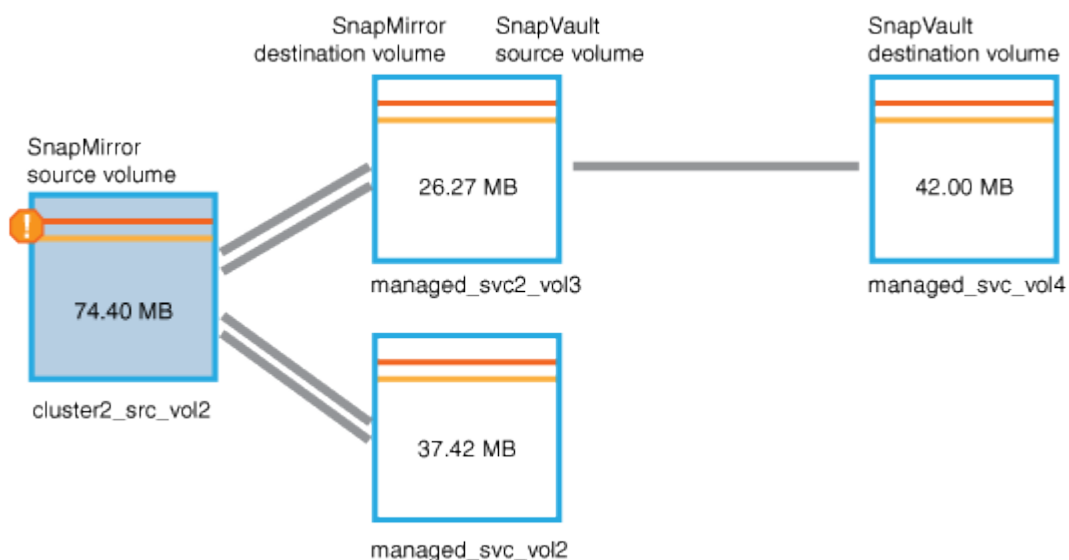 SnapMirror
destination volume
SnapVault
source volume
SnapVault
destination volume
SnapMirror
source volume
!
74.40 MB
cluster2_src_vol2
26.27 MB
managed_svc2_vol3
42.00 MB
managed_svc_vol4
37.42 MB
managed_svc_vol2